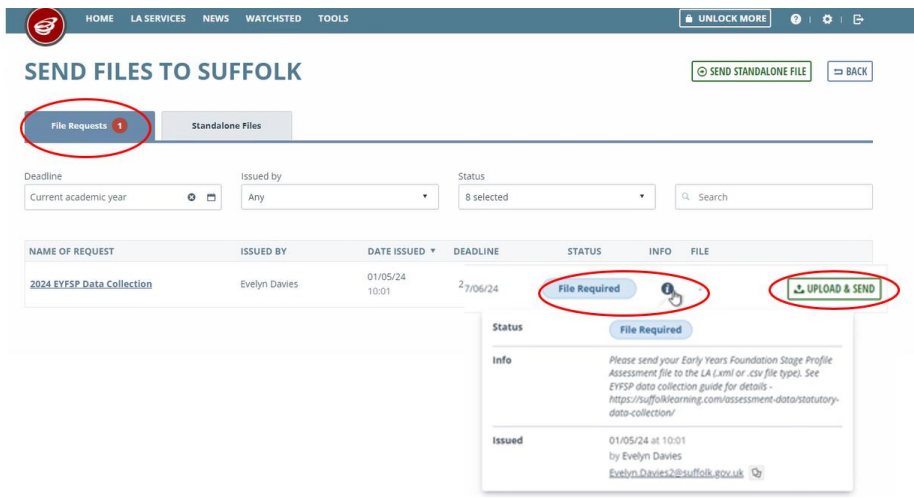 HOME LA SERVICES NEWS WATCHSTED TOOLS UNLOCK MORE
SEND FILES TO SUFFOLK
SEND STANDALONE FILE BACK
File Requests 1 Standalone Files
Deadline Issued by Status
Current academic year Any 8 selected Search
NAME OF REQUEST ISSUED BY DATE ISSUED DEADLINE STATUS INFO FILE
2024 EYFSP Data Collection Evelyn Davies 01/05/24 27/06/24 File Required - UPLOAD & SEND
10:01
Status File Required
Info Please send your Early Years Foundation Stage Profile
Assessment file to the LA (.xml or .csv file type). See
EYFSP data collection guide for details -
https://suffolklearning.com/assessment-data/statutory-
data-collection/
Issued 01/05/24 at 10:01
by Evelyn Davies
Evelyn.Davies2@suffolk.gov.uk